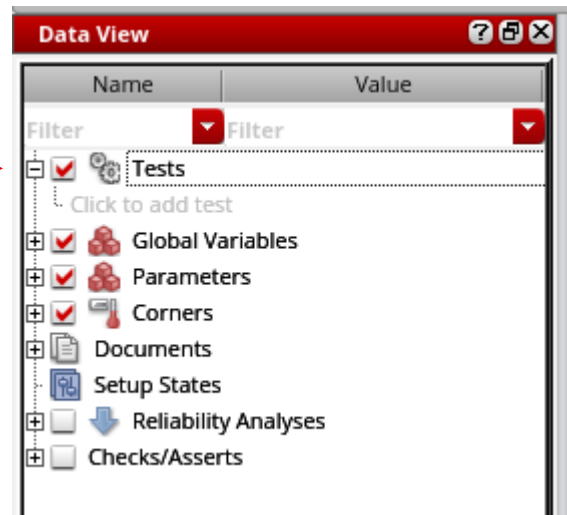 Data View
Name Value
Filter Filter
Tests
Click to add test
Global Variables
Parameters
Corners
Documents
Setup States
Reliability Analyses
Checks/Asserts